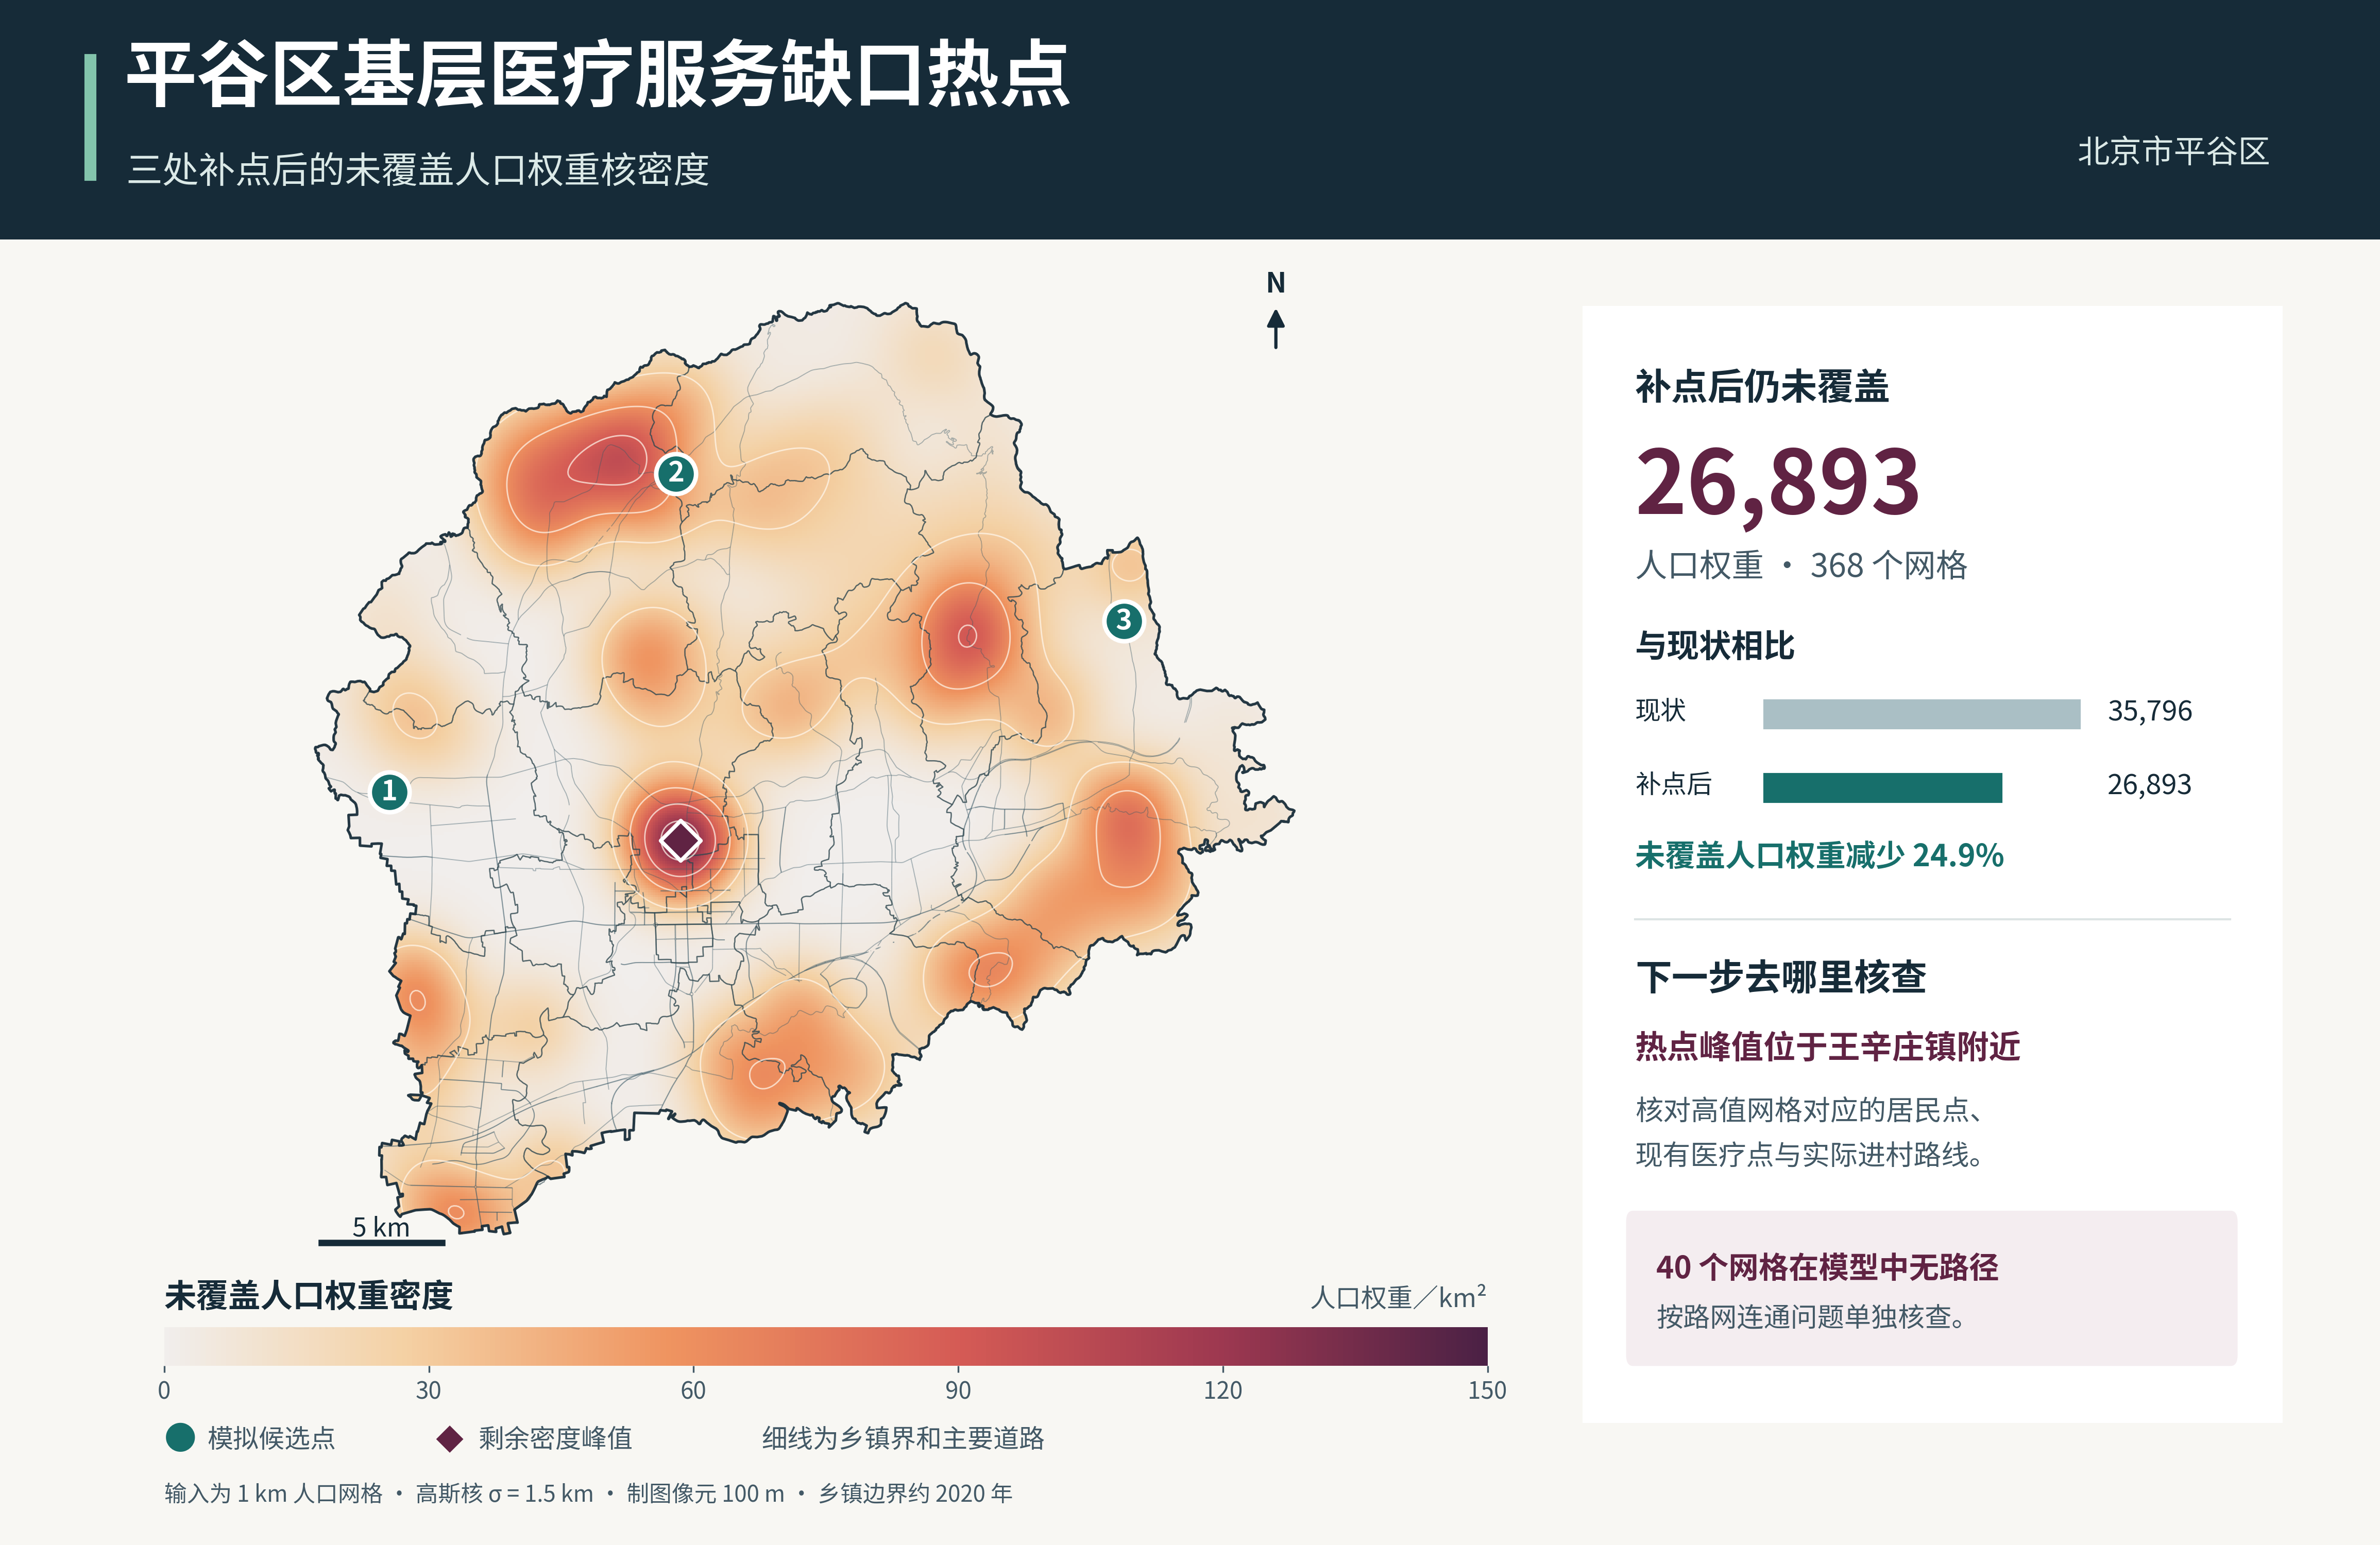 平谷区基层医疗服务缺口热点
三处补点后的未覆盖人口权重核密度
北京市平谷区
N
2
3
1
5 km
未覆盖人口权重密度
人口权重／km²
0 30 60 90 120 150
模拟候选点 剩余密度峰值 细线为乡镇界和主要道路
输入为 1 km 人口网格 · 高斯核 σ = 1.5 km · 制图像元 100 m · 乡镇边界约 2020 年
补点后仍未覆盖
26,893
人口权重 · 368 个网格
与现状相比
现状 35,796
补点后 26,893
未覆盖人口权重减少 24.9%
下一步去哪里核查
热点峰值位于王辛庄镇附近
核对高值网格对应的居民点、
现有医疗点与实际进村路线。
40 个网格在模型中无路径
按路网连通问题单独核查。